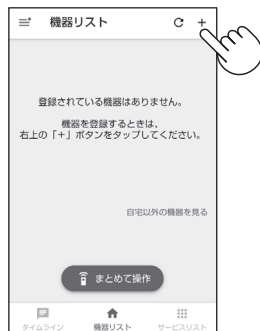 機器リスト
+
登録されている機器はありません。
機器を登録するときは、
右上の「+」ボタンをタップしてください。
自宅以外の機器を見る
まとめて操作
タイムライン 機器リスト サービスリスト